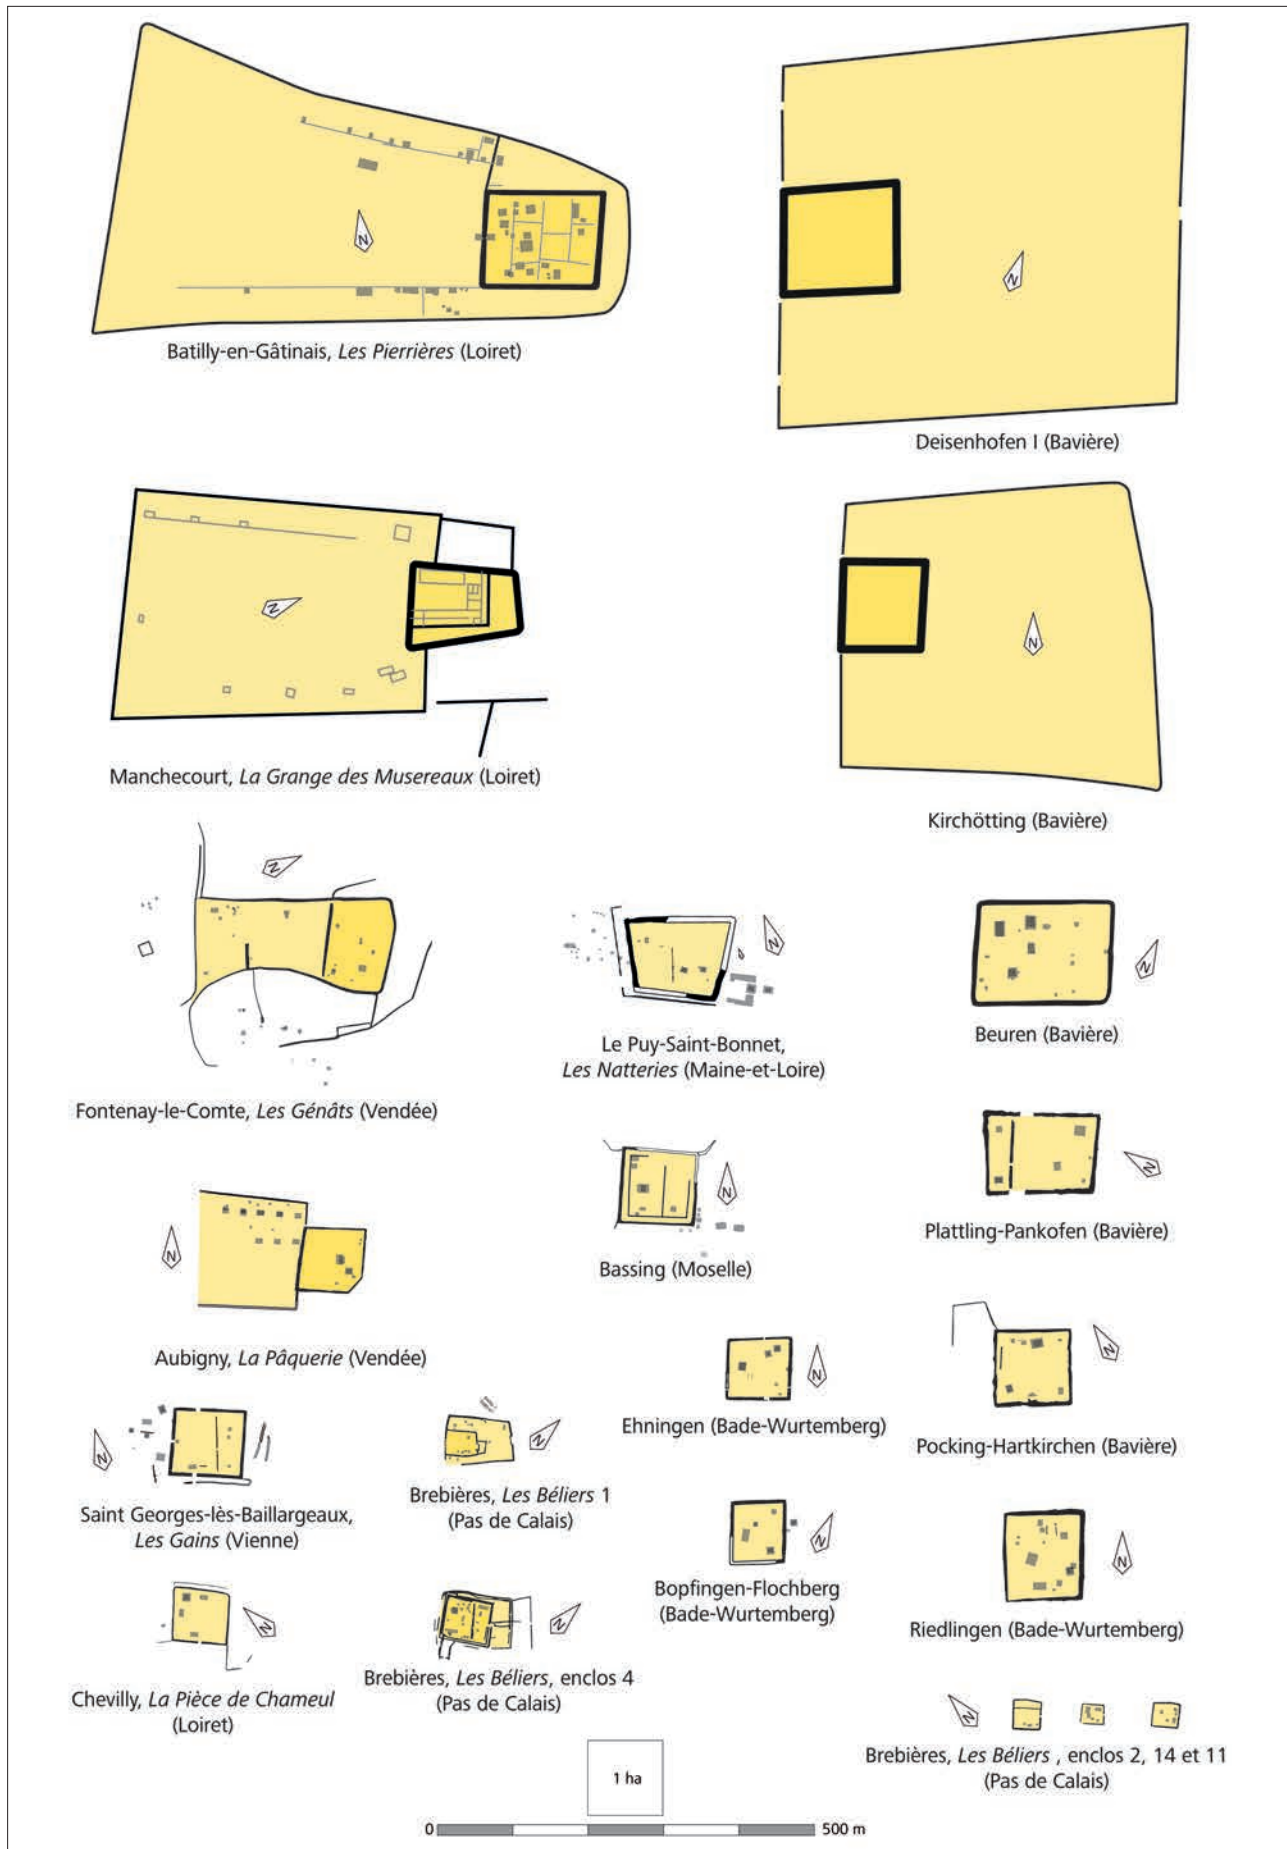 N
Batilly-en-Gâtinais, Les Pierrières (Loiret)
N
Deisenhofen I (Bavière)
N
Manchecourt, La Grange des Musereaux (Loiret)
N
Kirchötting (Bavière)
N
Fontenay-le-Comte, Les Génâts (Vendée)
N
Le Puy-Saint-Bonnet,
Les Natteries (Maine-et-Loire)
N
Beuren (Bavière)
N
Aubigny, La Pâquerie (Vendée)
N
Bassing (Moselle)
N
Plattling-Pankofen (Bavière)
N
Ehningen (Bade-Wurtemberg)
N
Pocking-Hartkirchen (Bavière)
N
Saint Georges-lès-Baillargeaux,
Les Gains (Vienne)
N
Brebières, Les Béliers 1
(Pas de Calais)
N
Bopfingen-Flochberg
(Bade-Wurtemberg)
N
Riedlingen (Bade-Wurtemberg)
N
Chevilly, La Pièce de Chameul
(Loiret)
N
Brebières, Les Béliers, enclos 4
(Pas de Calais)
N
Brebières, Les Béliers , enclos 2, 14 et 11
(Pas de Calais)
1 ha
0 500 m